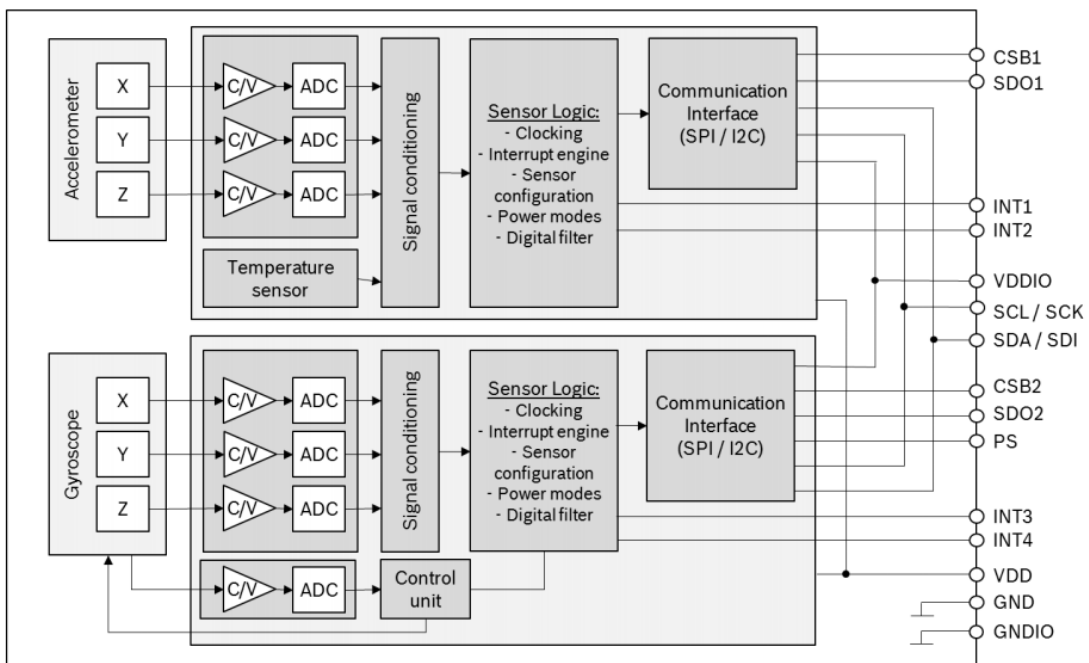 Accelerometer
X
Y
Z
C/V
ADC
C/V
ADC
C/V
ADC
Temperature
sensor
Signal conditioning
Sensor Logic:
- Clocking
- Interrupt engine
- Sensor
configuration
- Power modes
- Digital filter
Communication
Interface
(SPI / I2C)
CSB1
SDO1
INT1
INT2
VDDIO
SCL / SCK
SDA / SDI
Gyroscope
X
Y
Z
C/V
ADC
C/V
ADC
C/V
ADC
C/V
ADC
Signal conditioning
Control
unit
Sensor Logic:
- Clocking
- Interrupt engine
- Sensor
configuration
- Power modes
- Digital filter
Communication
Interface
(SPI / I2C)
CSB2
SDO2
PS
INT3
INT4
VDD
GND
GNDIO